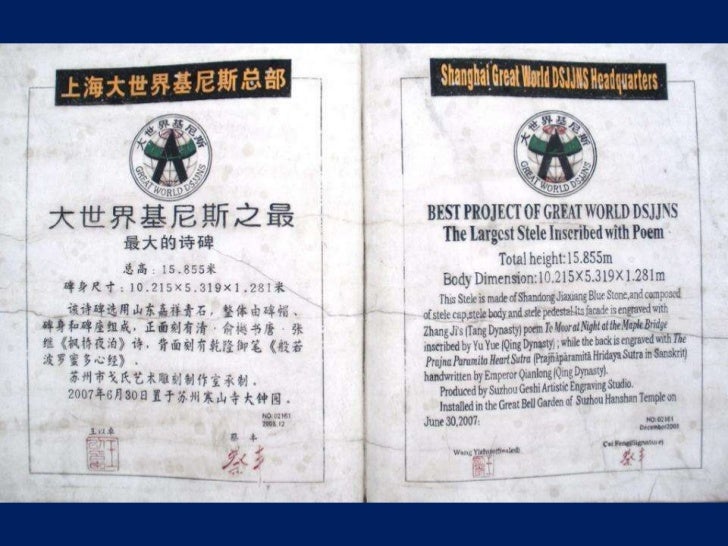 上海大世界基尼斯总部
大世界基尼斯
GREAT WORLD DSJJNS
大世界基尼斯之最
最大的诗碑
总高：15.855米
碑身尺寸：10.215×5.319×1.281米
该诗碑选用山东嘉祥青石，整体由碑帽、
碑身和碑座组成，正面刻有清·俞樾书唐·张
继《枫桥夜泊》诗，背面刻有乾隆御笔《般若
波罗蜜多心经》。
苏州市戈氏艺术雕刻制作室承制。
2007年6月30日置于苏州寒山寺大钟园。
NO:02161
2008.12
Shanghai Great World DSJJNS Headquarters
大世界基尼斯
GREAT WORLD DSJJNS
BEST PROJECT OF GREAT WORLD DSJJNS
The Largest Stele Inscribed with Poem
Total height:15.855m
Body Dimension:10.215×5.319×1.281m
This Stele is made of Shandong Jiaxiang Blue Stone,and composed
of stele cap,stele body and stele pedestal.Its facade is engraved with
Zhang Ji's (Tang Dynasty) poem To Moor at Night at the Maple Bridge
inscribed by Yu Yue (Qing Dynasty) ; while the back is engraved with The
Prajna Paramita Heart Sutra (Prajñāpāramitā Hridaya Sutra in Sanskrit)
handwritten by Emperor Qianlong (Qing Dynasty).
Produced by Suzhou Geshi Artistic Engraving Studio.
Installed in the Great Bell Garden of Suzhou Hanshan Temple on
June 30,2007.
NO:02161
December2008
Cai Feng(Signature)